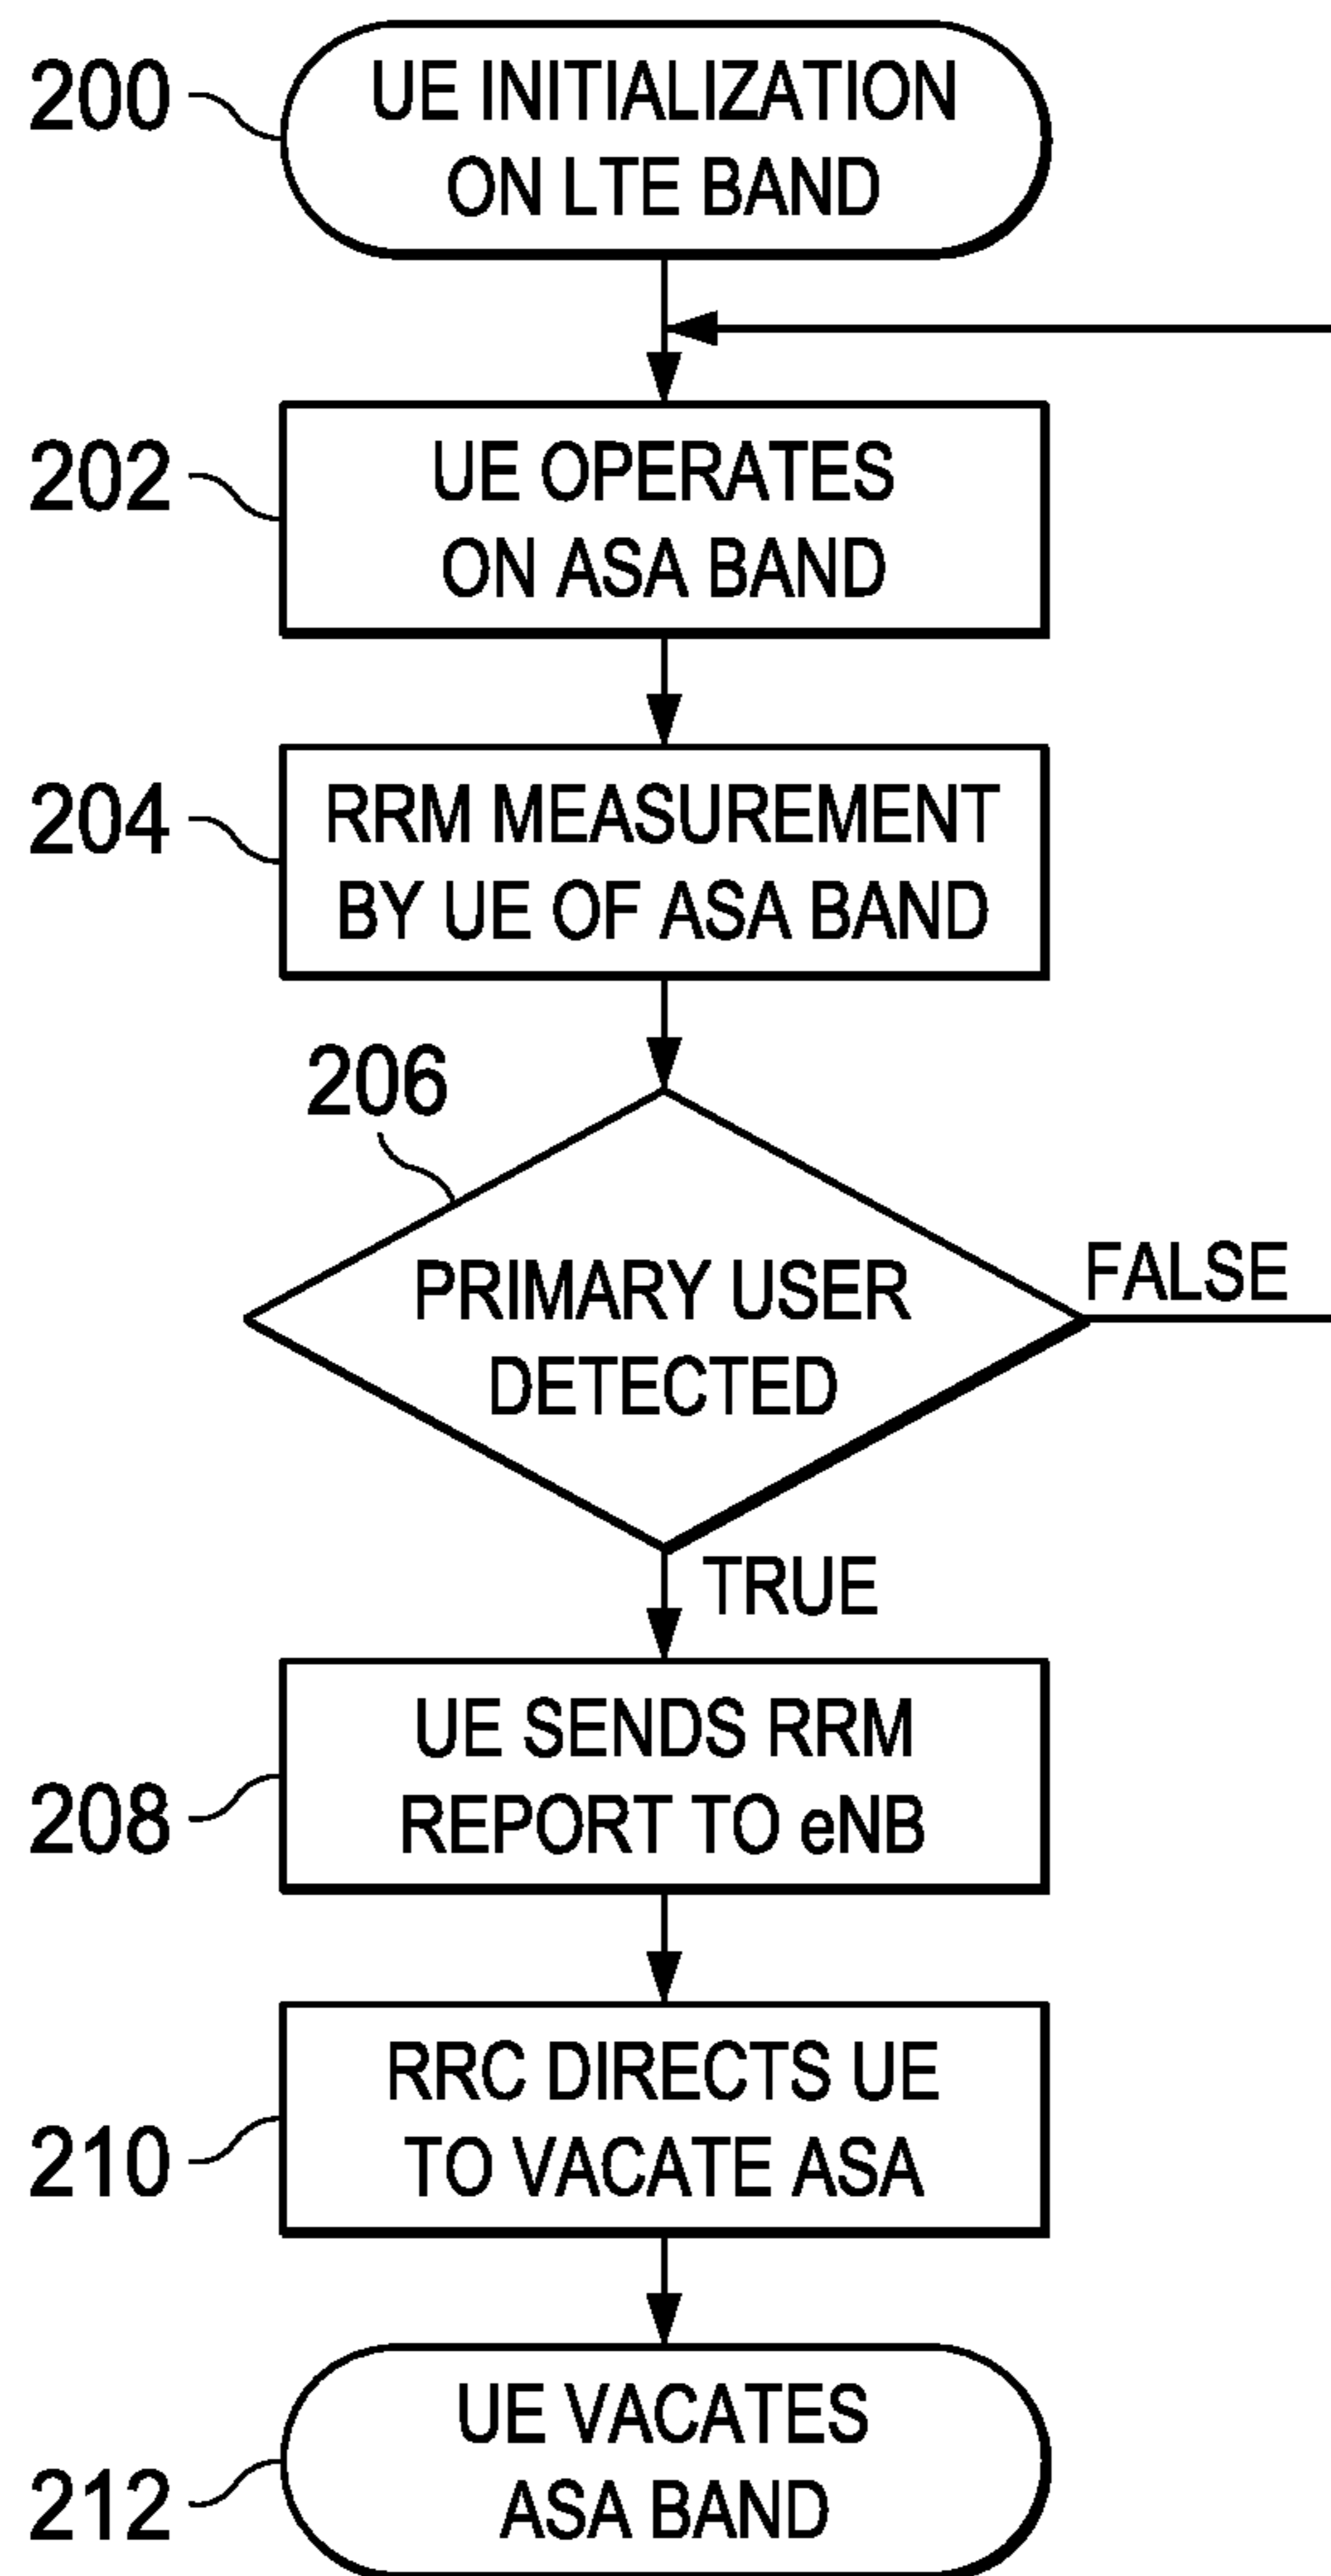 200
UE INITIALIZATION
ON LTE BAND
202
UE OPERATES
ON ASA BAND
204
RRM MEASUREMENT
BY UE OF ASA BAND
206
PRIMARY USER
DETECTED
FALSE
TRUE
208
UE SENDS RRM
REPORT TO eNB
210
RRC DIRECTS UE
TO VACATE ASA
212
UE VACATES
ASA BAND